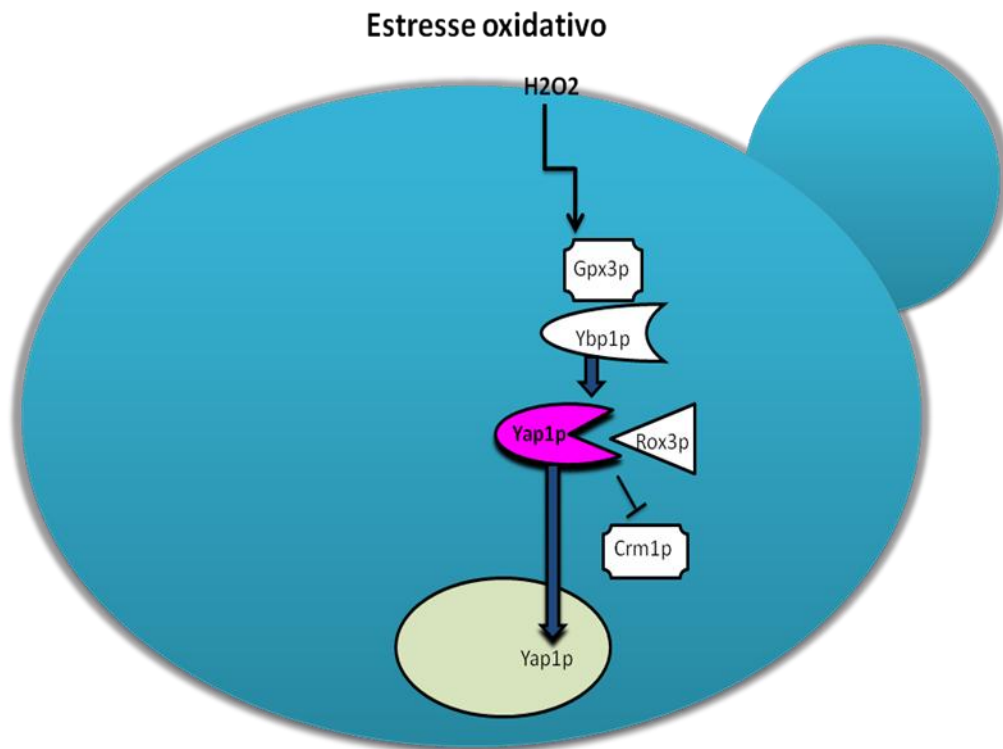 Estresse oxidativo
H2O2
Gpx3p
Ybp1p
Yap1p
Rox3p
Crm1p
Yap1p